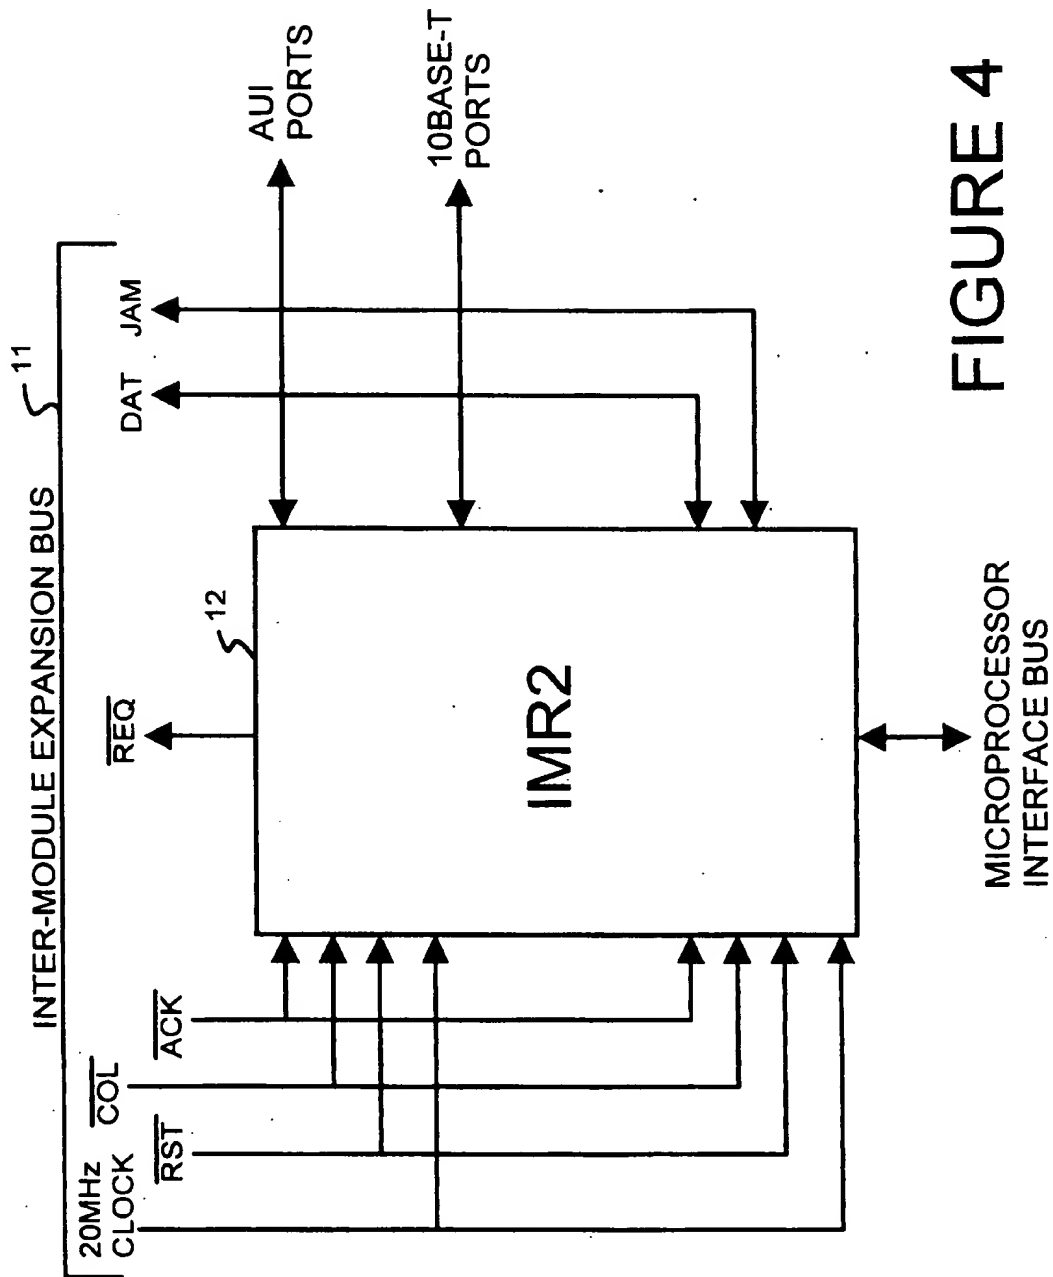 INTER-MODULE EXPANSION BUS
11
20MHz
CLOCK
RST
COL
ACK
REQ
DAT
JAM
12
IMR2
AUI
PORTS
10BASE-T
PORTS
MICROPROCESSOR
INTERFACE BUS
FIGURE 4